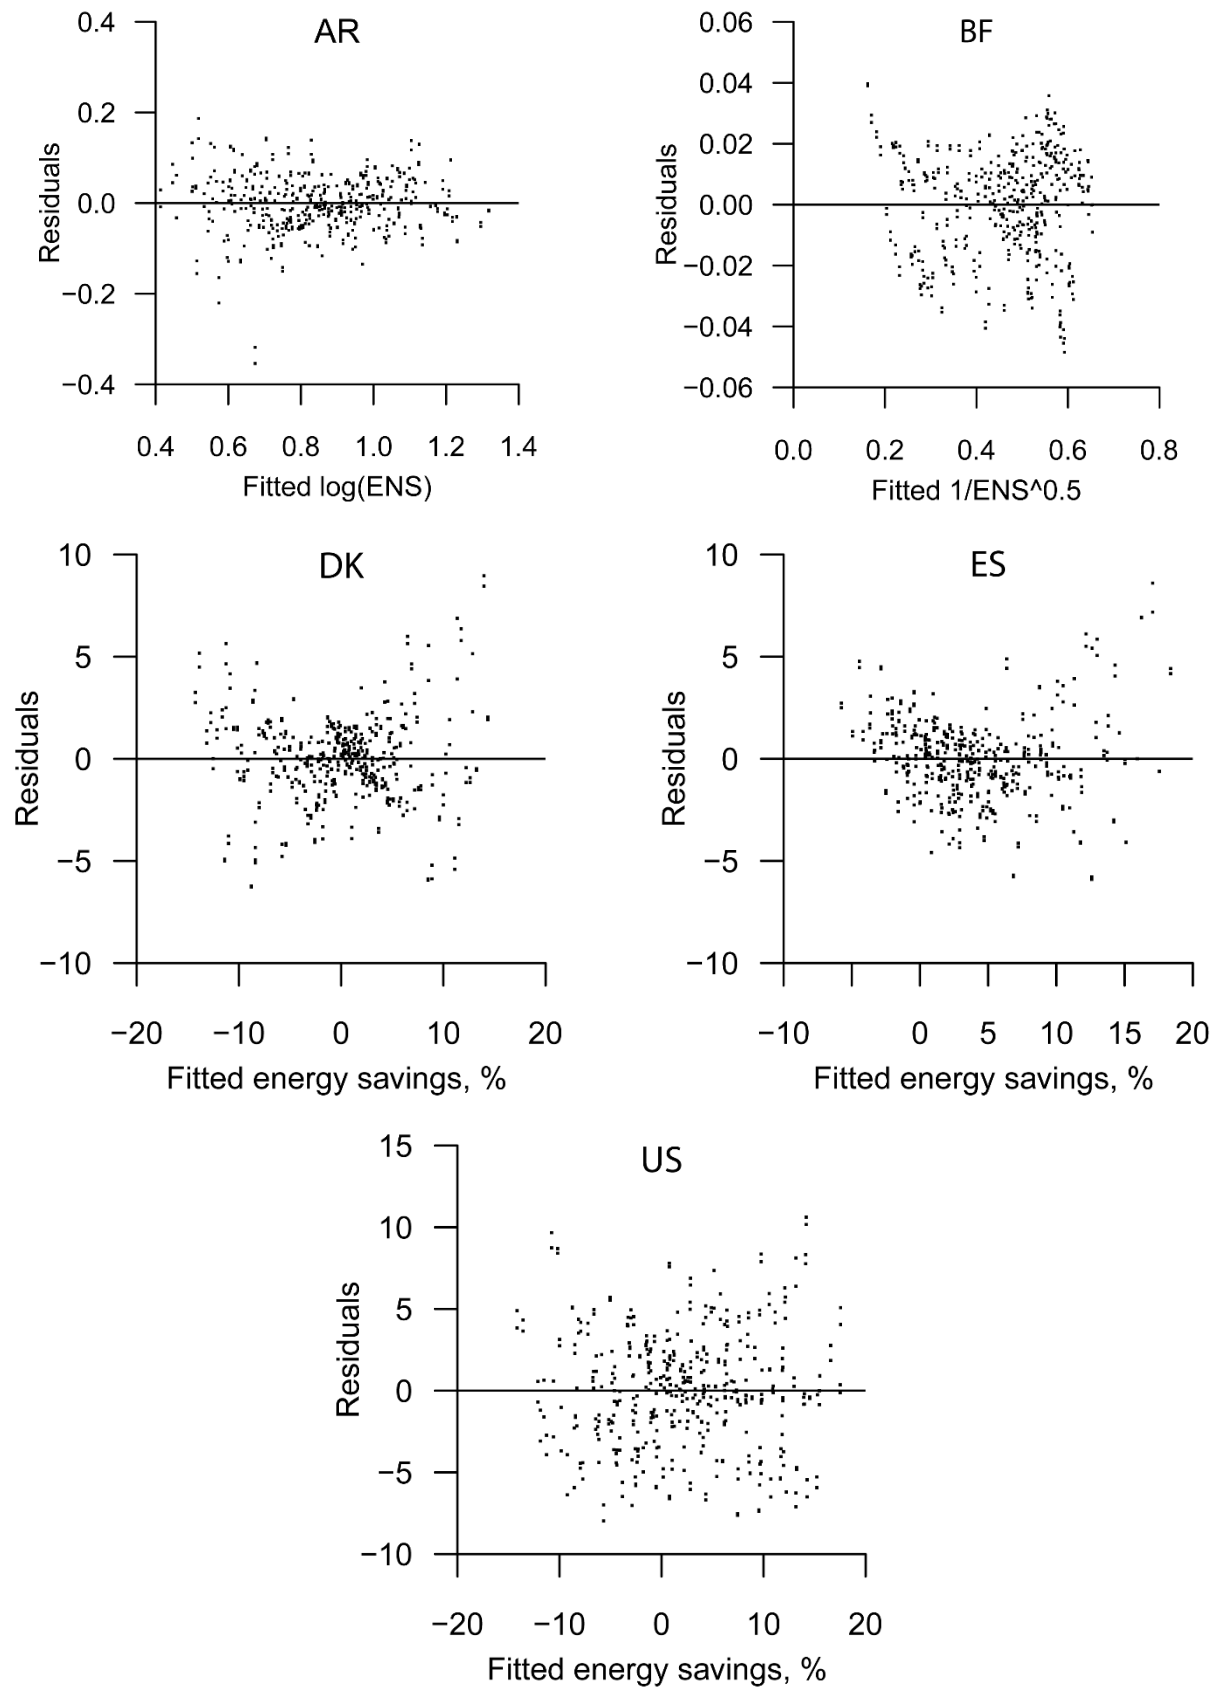 AR
0.4
0.2
0.0
−0.2
−0.4
Residuals
0.4 0.6 0.8 1.0 1.2 1.4
Fitted log(ENS)
BF
0.06
0.04
0.02
0.00
−0.02
−0.04
−0.06
Residuals
0.0 0.2 0.4 0.6 0.8
Fitted 1/ENS^0.5
DK
10
5
0
−5
−10
Residuals
−20 −10 0 10 20
Fitted energy savings, %
ES
10
5
0
−5
−10
Residuals
−10 0 5 10 15 20
Fitted energy savings, %
US
15
10
5
0
−5
−10
Residuals
−20 −10 0 10 20
Fitted energy savings, %